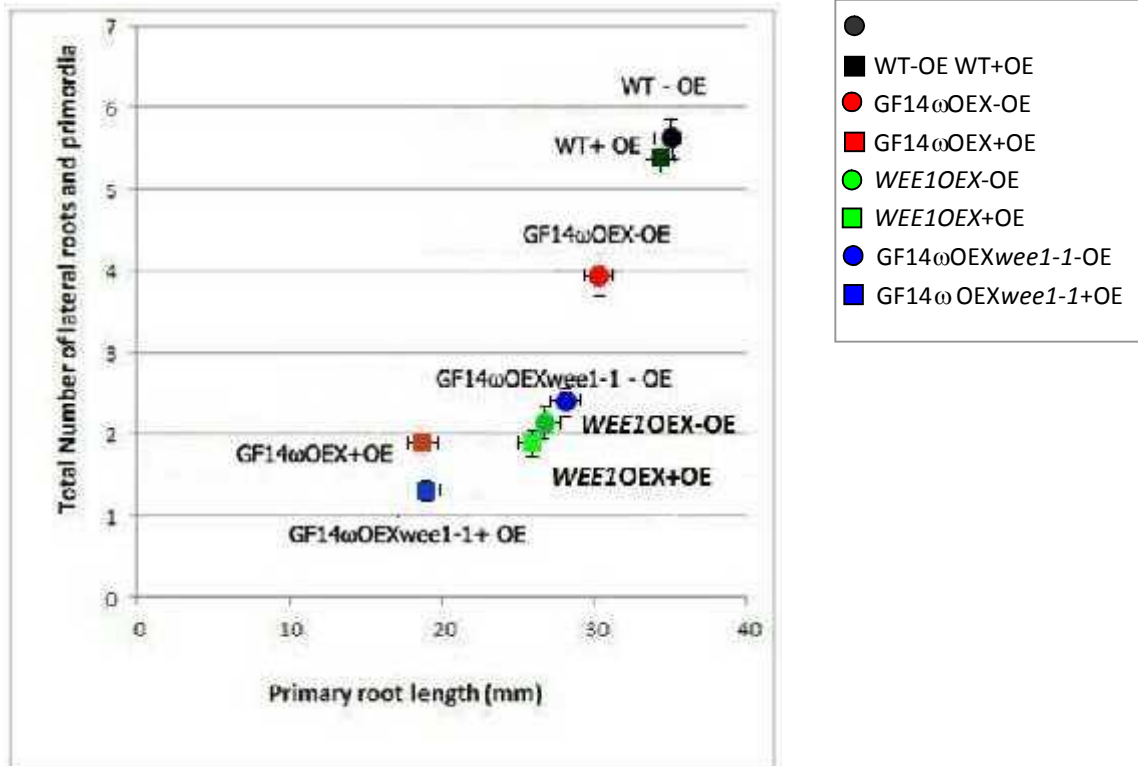 Total Number of lateral roots and primordia
7
6
5
4
3
2
1
0
WT - OE
WT+ OE
GF14ωOEX-OE
GF14ωOEXwee1-1 - OE
WEE1OEX-OE
GF14ωOEX+OE
WEE1OEX+OE
GF14ωOEXwee1-1+ OE
0 10 20 30 40
Primary root length (mm)
WT-OE WT+OE
GF14ωOEX-OE
GF14ωOEX+OE
WEE1OEX-OE
WEE1OEX+OE
GF14ωOEXwee1-1-OE
GF14ω OEXwee1-1+OE